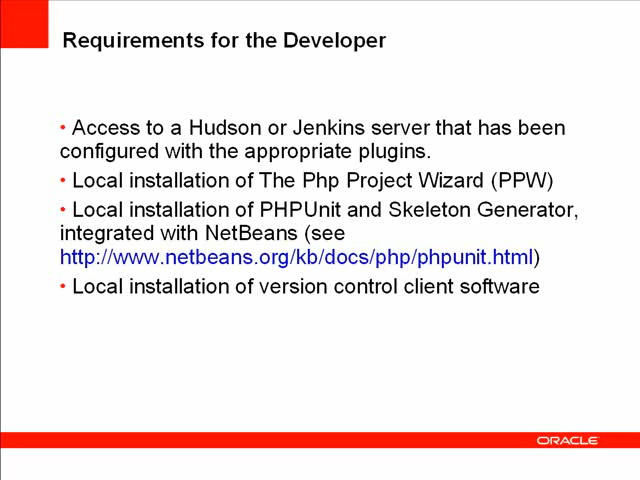 Requirements for the Developer
• Access to a Hudson or Jenkins server that has been
configured with the appropriate plugins.
• Local installation of The Php Project Wizard (PPW)
• Local installation of PHPUnit and Skeleton Generator,
integrated with NetBeans (see
http://www.netbeans.org/kb/docs/php/phpunit.html)
• Local installation of version control client software
ORACLE